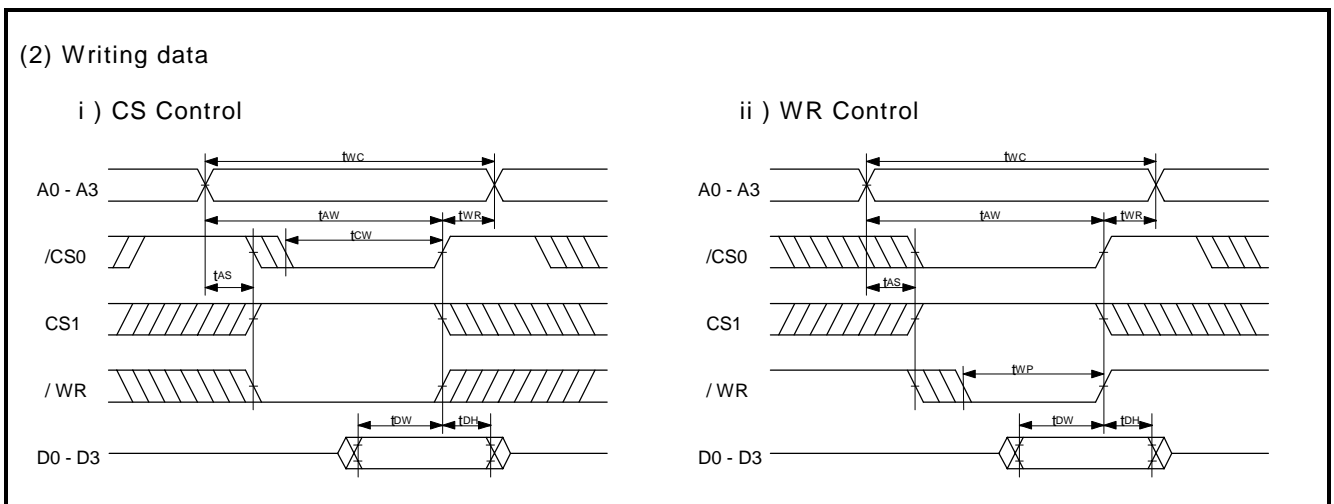 (2) Writing data
i ) CS Control
tWC
A0 - A3
tAW
tWR
tCW
/CS0
tAS
CS1
/ WR
tDW
tDH
D0 - D3
ii ) WR Control
tWC
A0 - A3
tAW
tWR
/CS0
tAS
CS1
tWP
/ WR
tDW
tDH
D0 - D3